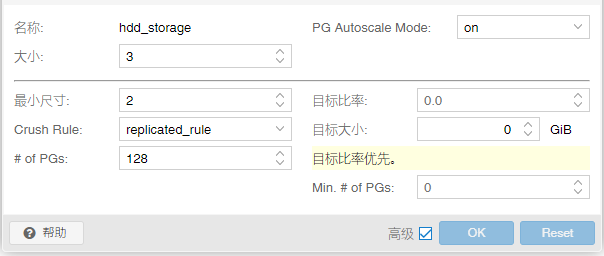 名称: hdd_storage PG Autoscale Mode: on
大小: 3
最小尺寸: 2 目标比率: 0.0
Crush Rule: replicated_rule 目标大小: 0 GiB
# of PGs: 128 目标比率优先。
Min. # of PGs: 0
帮助 高级 OK Reset